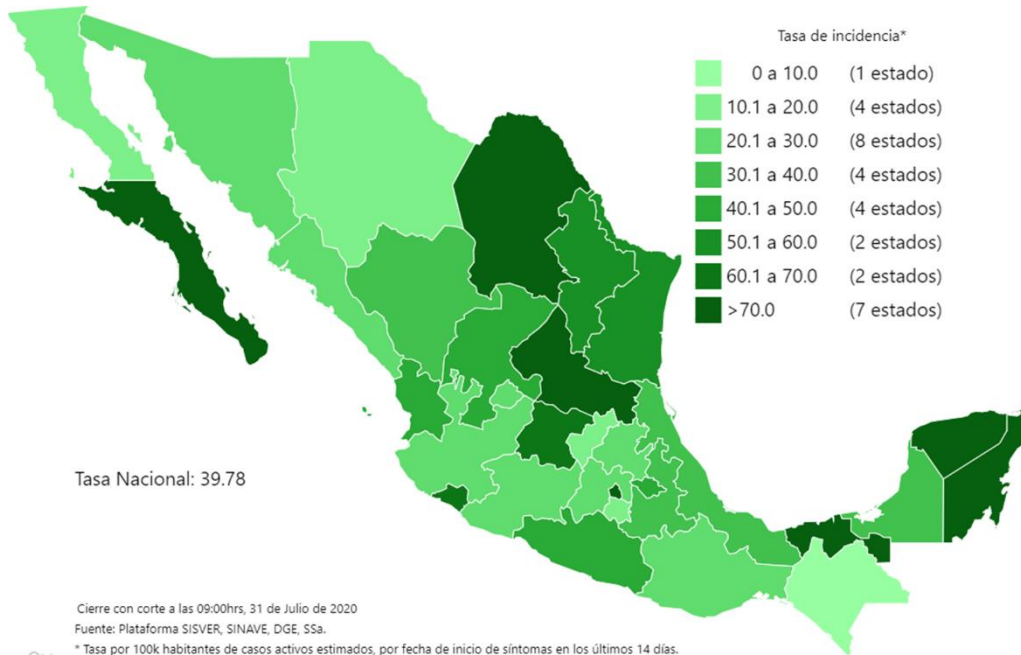 Tasa de incidencia*
0 a 10.0 (1 estado)
10.1 a 20.0 (4 estados)
20.1 a 30.0 (8 estados)
30.1 a 40.0 (4 estados)
40.1 a 50.0 (4 estados)
50.1 a 60.0 (2 estados)
60.1 a 70.0 (2 estados)
>70.0 (7 estados)
Tasa Nacional: 39.78
Cierre con corte a las 09:00hrs, 31 de Julio de 2020
Fuente: Plataforma SISVER, SINAVE, DGE, SSa.
* Tasa por 100k habitantes de casos activos estimados, por fecha de inicio de síntomas en los últimos 14 días.